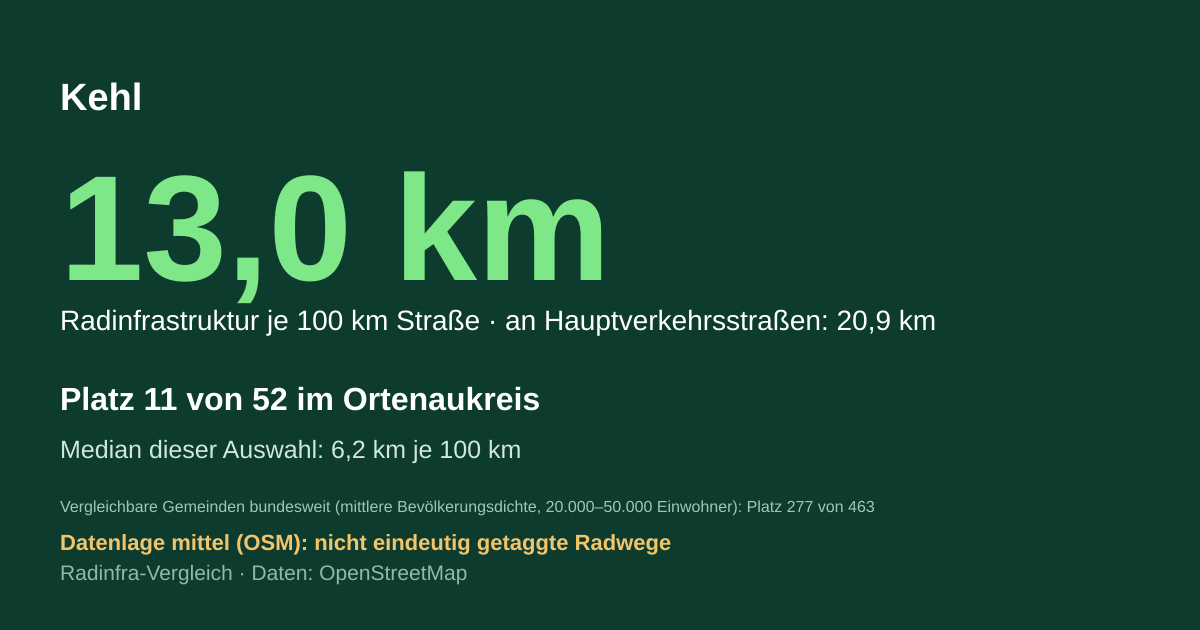 Kehl
13,0 km
Radinfrastruktur je 100 km Straße · an Hauptverkehrsstraßen: 20,9 km
Platz 11 von 52 im Ortenaukreis
Median dieser Auswahl: 6,2 km je 100 km
Vergleichbare Gemeinden bundesweit (mittlere Bevölkerungsdichte, 20.000–50.000 Einwohner): Platz 277 von 463
Datenlage mittel (OSM): nicht eindeutig getaggte Radwege
Radinfra-Vergleich · Daten: OpenStreetMap